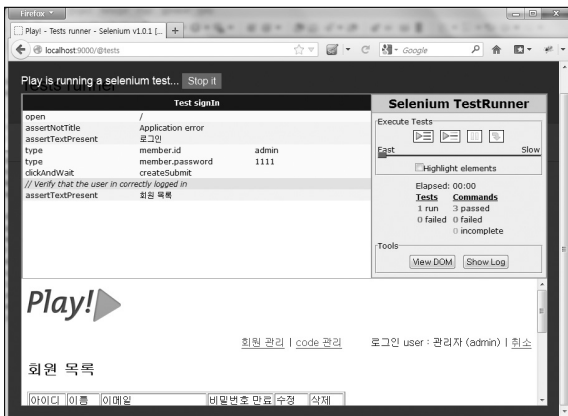 Firefox
Play! - Tests runner - Selenium v1.0.1 [...
localhost:9000/@tests
Google
Play is running a selenium test... Stop it
Tests runner
Test signIn
open /
assertNotTitle Application error
assertTextPresent 로그인
type member.id admin
type member.password 1111
clickAndWait createSubmit
// Verify that the user in correctly logged in
assertTextPresent 회원 목록
Selenium TestRunner
Execute Tests
Fast Slow
Highlight elements
Elapsed: 00:00
Tests Commands
1 run 3 passed
0 failed 0 failed
0 incomplete
Tools
View DOM Show Log
Play!
회원 관리 | code 관리 로그인 user : 관리자 (admin) | 취소
회원 목록
아이디 이름 이메일 비밀번호 만료 수정 삭제